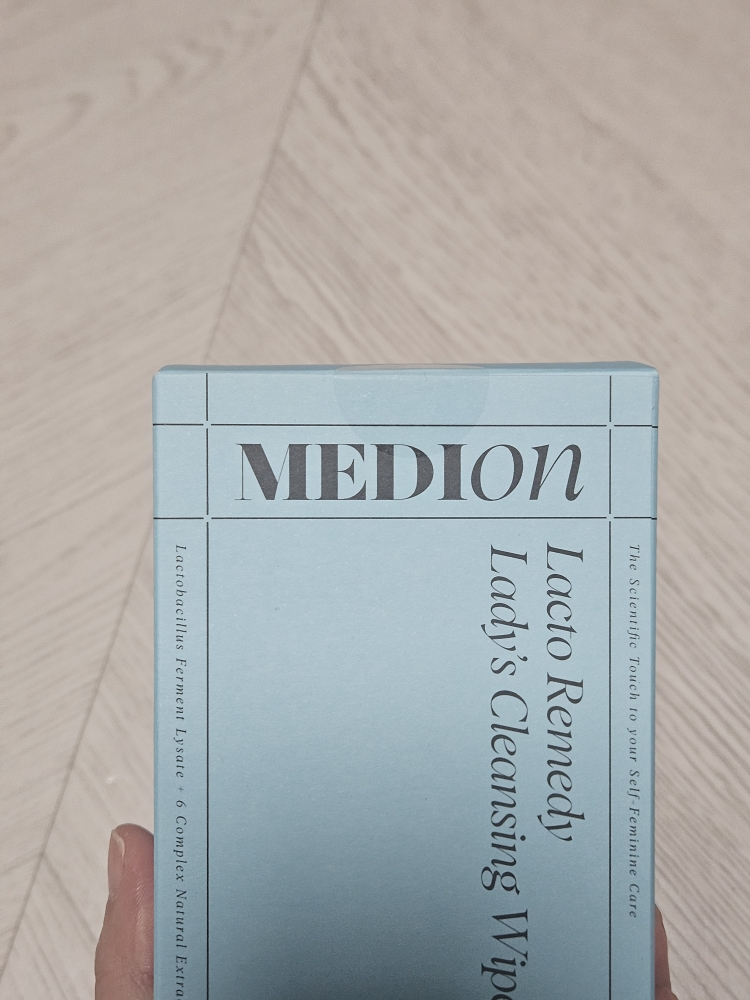 MEDIon
Lacto Remedy
Lady's Cleansing
The Scientific Touch to your Self-Feminine Care
Lactobacillus Ferment Lysate + 6 Complex Natural